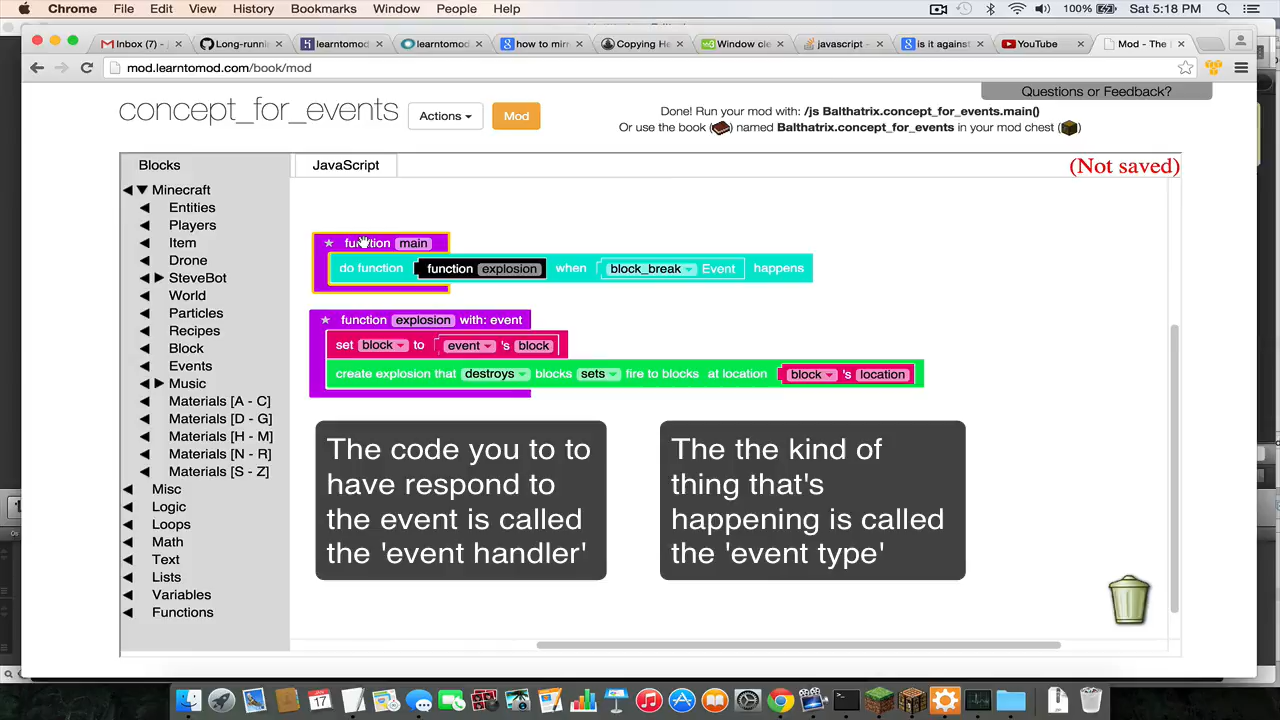 Chrome File Edit View History Bookmarks Window People Help 100% Sat 5:18 PM
Inbox (7) - Long-runni learntomod learntomod how to mirr Copying He Window cle javascript - is it against YouTube Mod - The
mod.learntomod.com/book/mod
Questions or Feedback?
concept_for_events Actions Mod
Done! Run your mod with: /js Balthatrix.concept_for_events.main()
Or use the book ( ) named Balthatrix.concept_for_events in your mod chest ( )
Blocks
JavaScript
(Not saved)
Minecraft
Entities
Players
Item
Drone
SteveBot
World
Particles
Recipes
Block
Events
Music
Materials [A - C]
Materials [D - G]
Materials [H - M]
Materials [N - R]
Materials [S - Z]
Misc
Logic
Loops
Math
Text
Lists
Variables
Functions
function main
do function function explosion when block_break Event happens
function explosion with: event
set block to event 's block
create explosion that destroys blocks sets fire to blocks at location block 's location
The code you to to
have respond to
the event is called
the 'event handler'
The the kind of
thing that's
happening is called
the 'event type'